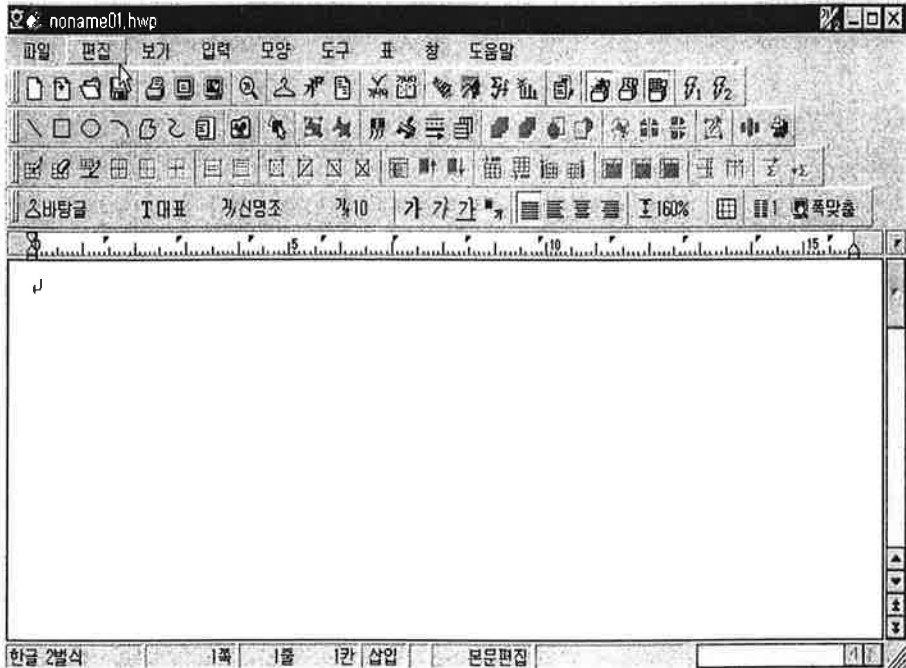 noname01.hwp
파일 편집 보기 입력 모양 도구 표 창 도움말
바탕글 T대표 신명조 10 가 가 가 160% 1 폭맞춤
5 10 15
한글 2벌식 1쪽 1줄 1칸 삽입 본문편집